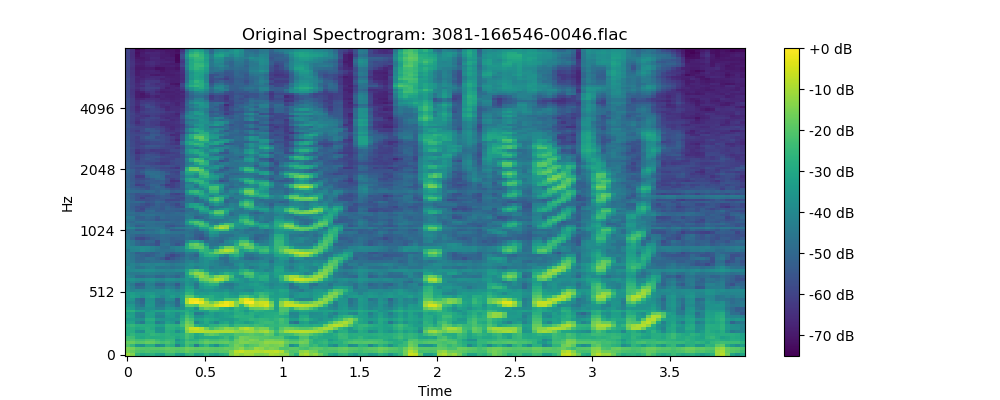 Original Spectrogram: 3081-166546-0046.flac
Hz
4096
2048
1024
512
0
0
0.5
1
1.5
2
2.5
3
3.5
Time
+0 dB
-10 dB
-20 dB
-30 dB
-40 dB
-50 dB
-60 dB
-70 dB